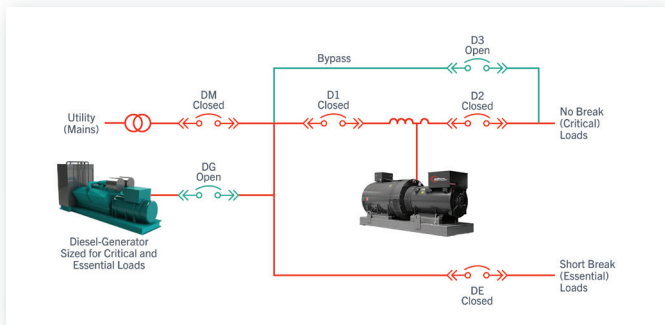 D3
Open
Bypass
DM
Closed
D1
Closed
D2
Closed
Utility
(Mains)
No Break
(Critical)
Loads
DG
Open
Diesel-Generator
Sized for Critical and
Essential Loads
Short Break
(Essential)
Loads
DE
Closed